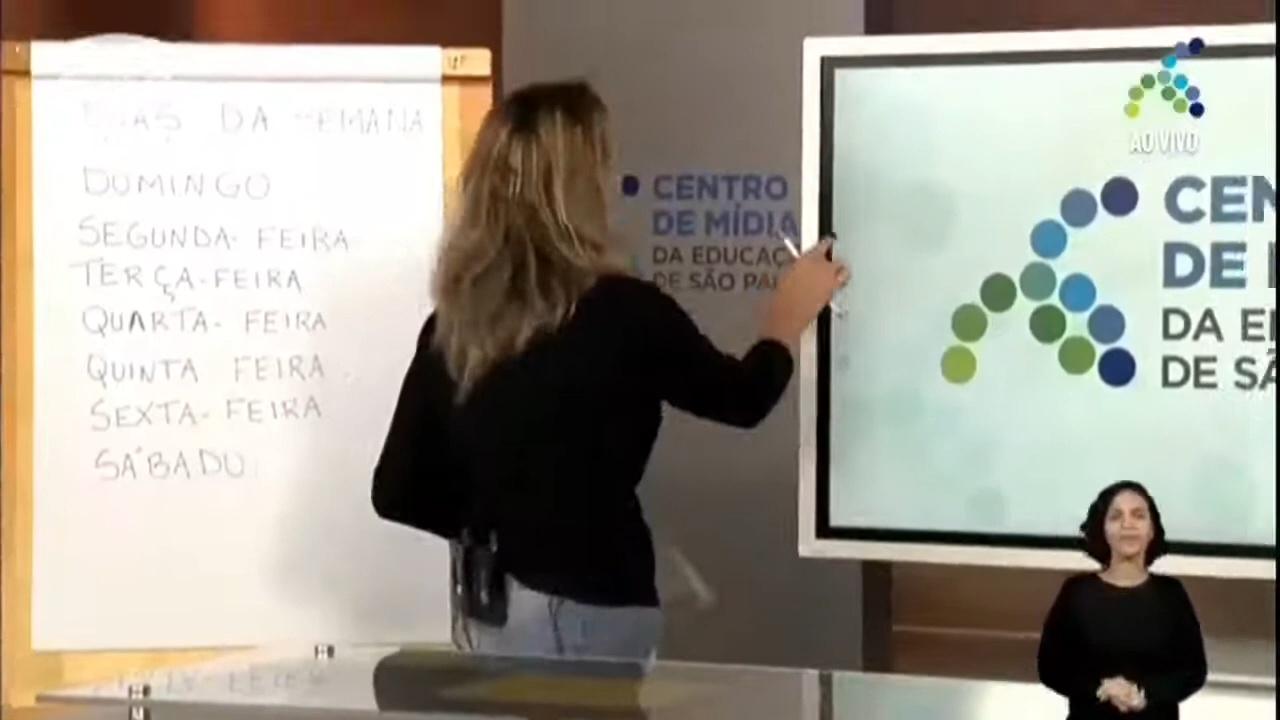 DIAS DA SEMANA
DOMINGO
SEGUNDA-FEIRA
TERÇA-FEIRA
QUARTA-FEIRA
QUINTA FEIRA
SEXTA-FEIRA
SÁBADO
CENTRO
DE MÍDIA
DA EDUCAÇ
DE SÃO PAU
AO VIVO
CEN
DE
DA E
DE SÃ